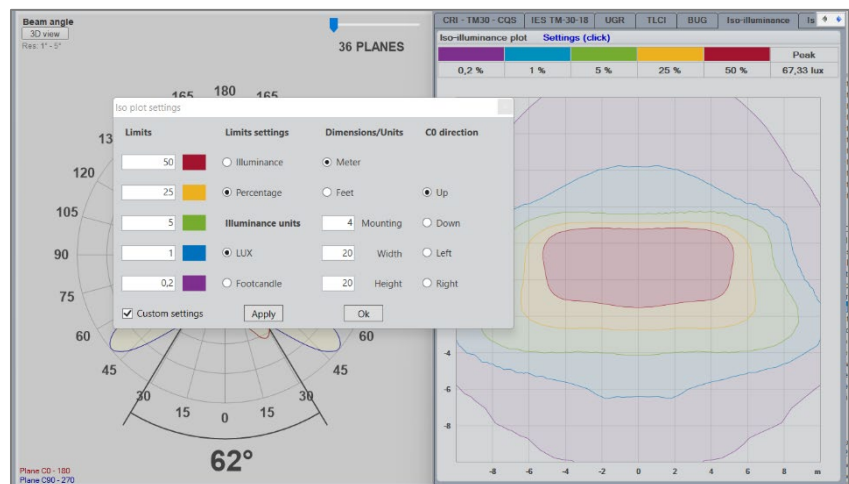 Beam angle
3D view
Res: 1° - 5°
36 PLANES
165 180 165
13
120
105
90
75
60
60
45
45
30
30
15 0 15
62°
Plane C0 - 180
Plane C90 - 270
Iso plot settings
Limits Limits settings Dimensions/Units C0 direction
50 Illuminance Meter
25 Percentage Feet Up
5 Illuminance units 4 Mounting Down
1 LUX 20 Width Left
0,2 Footcandle 20 Height Right
Custom settings Apply Ok
CRI - TM30 - CQS IES TM-30-18 UGR TLCI BUG Iso-illuminance Is
Iso-illuminance plot Settings (click)
Peak
0,2 % 1 % 5 % 25 % 50 % 67,33 lux
-4
-6
-8
-8 -6 -4 -2 0 2 4 6 8 m